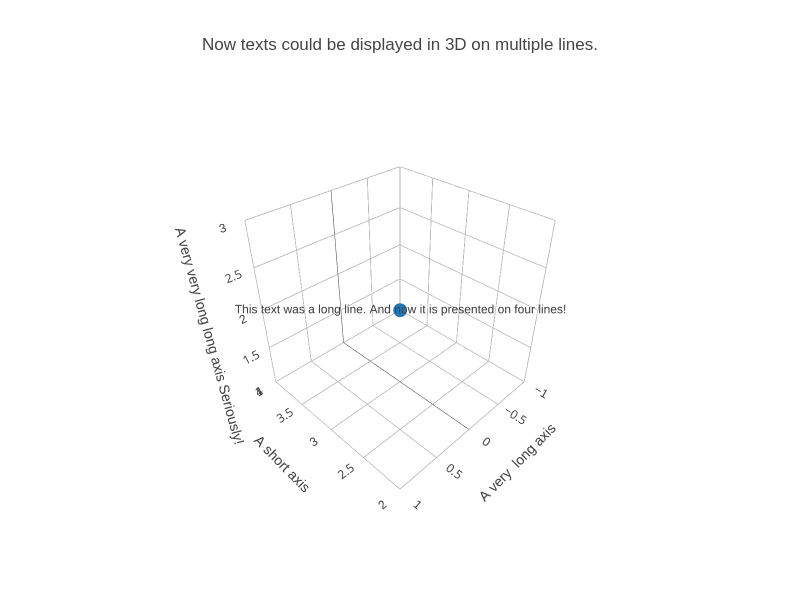 Now texts could be displayed in 3D on multiple lines.
3
2.5
2
1.5
A very very long long long axis Seriously!
This text was a long line. And now it is presented on four lines!
3.5
3
2.5
2
A short axis
−1
−0.5
0
0.5
1
A very  long axis